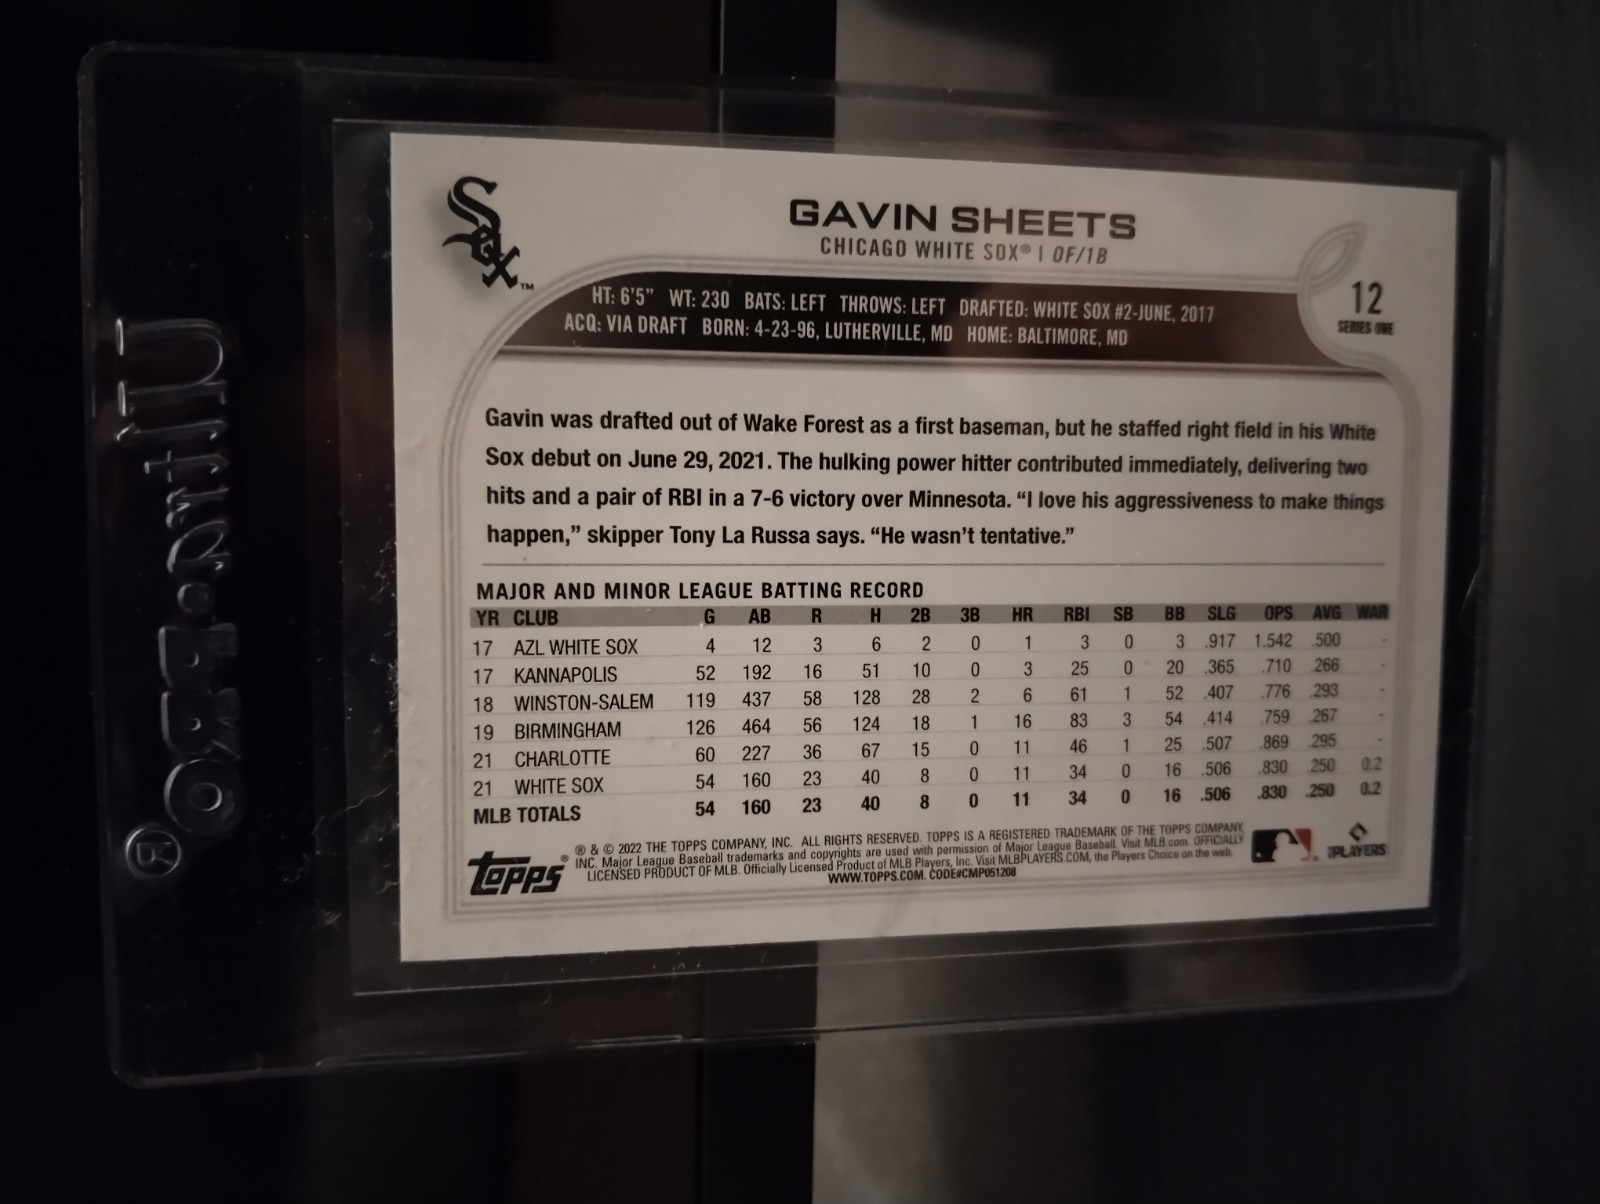 Sox™
GAVIN SHEETS
CHICAGO WHITE SOX® | OF/1B
12
SERIES ONE
HT: 6'5" WT: 230 BATS: LEFT THROWS: LEFT DRAFTED: WHITE SOX #2-JUNE, 2017
ACQ: VIA DRAFT BORN: 4-23-96, LUTHERVILLE, MD HOME: BALTIMORE, MD
Gavin was drafted out of Wake Forest as a first baseman, but he staffed right field in his White
Sox debut on June 29, 2021. The hulking power hitter contributed immediately, delivering two
hits and a pair of RBI in a 7-6 victory over Minnesota. “I love his aggressiveness to make things
happen,” skipper Tony La Russa says. “He wasn’t tentative.”
MAJOR AND MINOR LEAGUE BATTING RECORD
YR CLUB G AB R H 2B 3B HR RBI SB BB SLG OPS AVG WAR
17 AZL WHITE SOX 4 12 3 6 2 0 1 3 0 3 .917 1.542 .500 -
17 KANNAPOLIS 52 192 16 51 10 0 3 25 0 20 .365 .710 .266 -
18 WINSTON-SALEM 119 437 58 128 28 2 6 61 1 52 .407 .776 .293 -
19 BIRMINGHAM 126 464 56 124 18 1 16 83 3 54 .414 .759 .267 -
21 CHARLOTTE 60 227 36 67 15 0 11 46 1 25 .507 .869 .295 -
21 WHITE SOX 54 160 23 40 8 0 11 34 0 16 .506 .830 .250 0.2
MLB TOTALS 54 160 23 40 8 0 11 34 0 16 .506 .830 .250 0.2
topps®
® & © 2022 THE TOPPS COMPANY, INC. ALL RIGHTS RESERVED. TOPPS IS A REGISTERED TRADEMARK OF THE TOPPS COMPANY,
INC. Major League Baseball trademarks and copyrights are used with permission of Major League Baseball. Visit MLB.com. OFFICIALLY
LICENSED PRODUCT OF MLB. Officially Licensed Product of MLB Players, Inc. Visit MLBPLAYERS.COM, the Players Choice on the web.
WWW.TOPPS.COM. CODE#CMP051208
PLAYERS
Ultra•PRO®